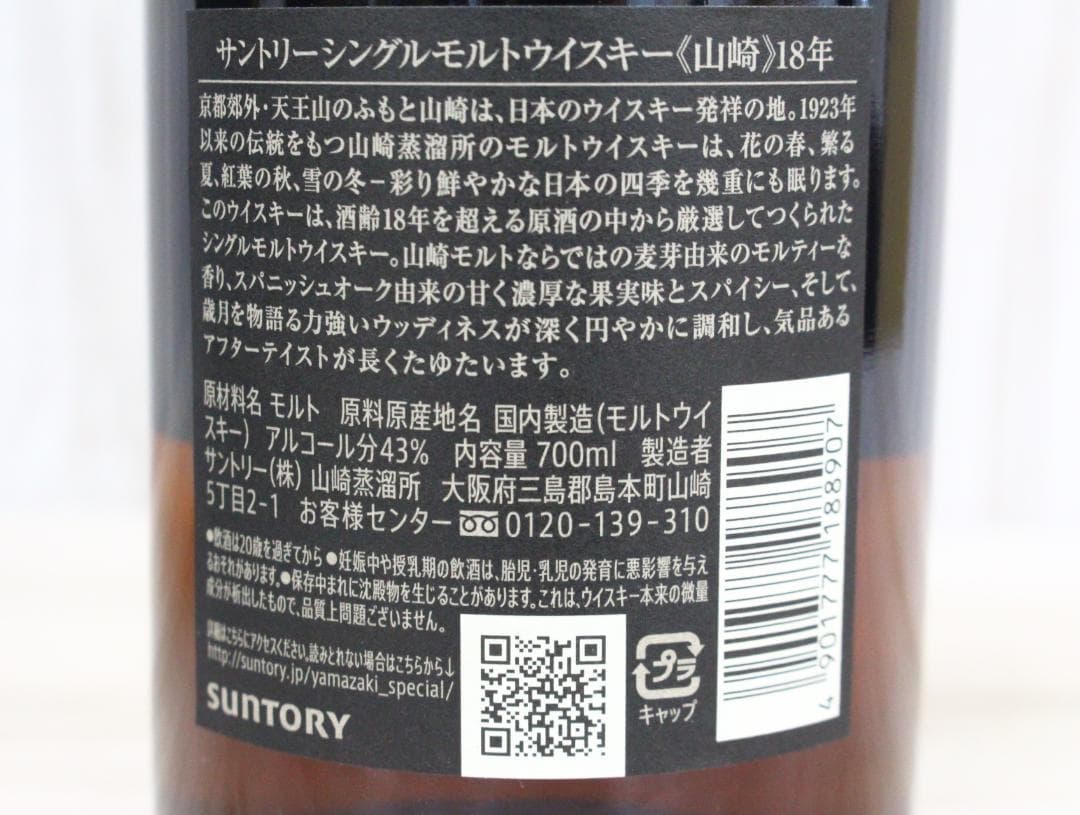 サントリーシングルモルトウイスキー《山崎》18年
京都郊外・天王山のふもと山崎は、日本のウイスキー発祥の地。1923年
以来の伝統をもつ山崎蒸溜所のモルトウイスキーは、花の春、繁る
夏、紅葉の秋、雪の冬−彩り鮮やかな日本の四季を幾重にも眠ります。
このウイスキーは、酒齢18年を超える原酒の中から厳選してつくられた
シングルモルトウイスキー。山崎モルトならではの麦芽由来のモルティーな
香り、スパニッシュオーク由来の甘く濃厚な果実味とスパイシー、そして、
歳月を物語る力強いウッディネスが深く円やかに調和し、気品ある
アフターテイストが長くたゆたいます。
原材料名 モルト 原料原産地名 国内製造(モルトウイ
スキー) アルコール分43% 内容量 700ml 製造者
サントリー(株) 山崎蒸溜所 大阪府三島郡島本町山崎
5丁目2-1 お客様センター 0120-139-310
●飲酒は20歳を過ぎてから ●妊娠中や授乳期の飲酒は、胎児・乳児の発育に悪影響を与え
るおそれがあります。●保存中まれに沈殿物を生じることがあります。これは、ウイスキー本来の微量
成分が析出したもので、品質上問題ございません。
詳細はこちらにアクセスください。読みとれない場合はこちらから↓
http://suntory.jp/yamazaki_special/
SUNTORY
プラ
キャップ
4 901777 188907